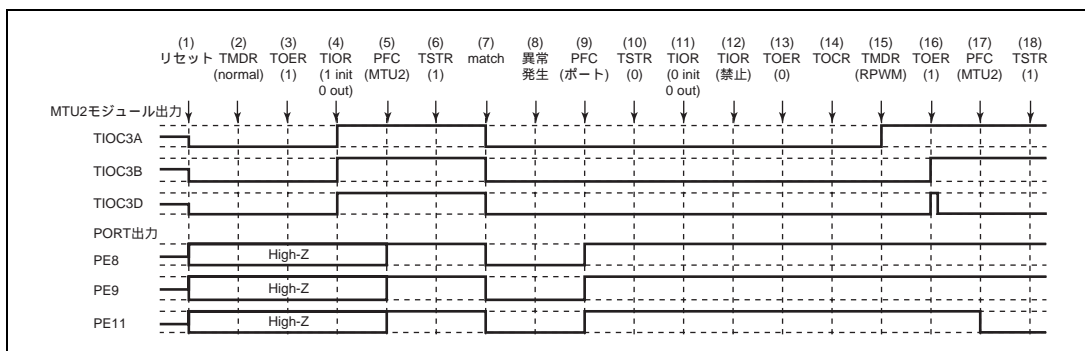 (1) (2) (3) (4) (5) (6) (7) (8) (9) (10) (11) (12) (13) (14) (15) (16) (17) (18)
リセット TMDR TOER TIOR PFC TSTR match 異常 PFC TSTR TIOR TIOR TOER TOCR TMDR TOER PFC TSTR
(normal) (1) (1 init (MTU2) (1) 発生 (ポート) (0) (0 init (禁止) (0) (RPWM) (1) (MTU2) (1)
0 out) 0 out)
MTU2モジュール出力
TIOC3A
TIOC3B
TIOC3D
PORT出力
PE8 High-Z
PE9 High-Z
PE11 High-Z